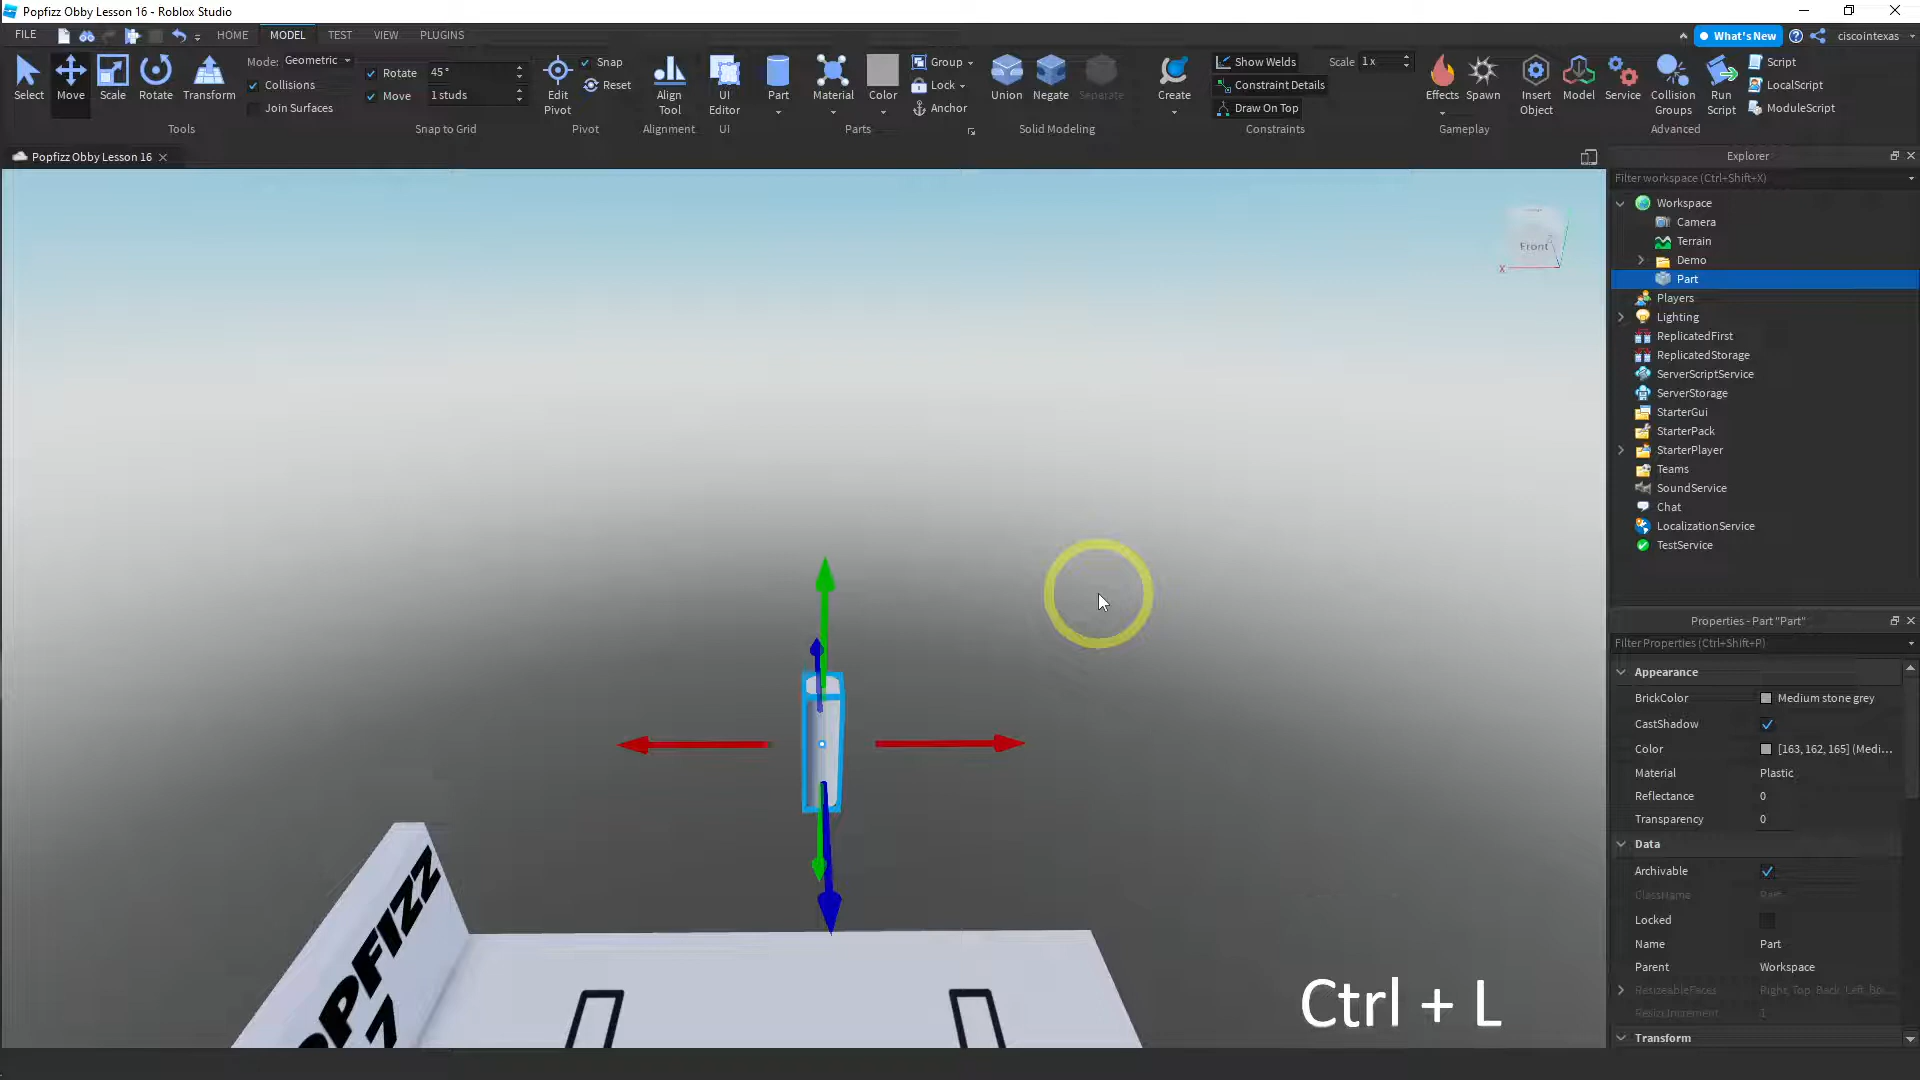 Popfizz Obby Lesson 16 - Roblox Studio
FILE
HOME
MODEL
TEST
VIEW
PLUGINS
What's New
ciscointexas
Select
Move
Scale
Rotate
Transform
Mode: Geometric
Collisions
Join Surfaces
Tools
Rotate 45°
Move 1 studs
Snap to Grid
Edit
Pivot
Snap
Reset
Pivot
Align
Tool
Alignment
UI
Editor
UI
Part
Material
Color
Group
Lock
Anchor
Parts
Union
Negate
Separate
Solid Modeling
Create
Show Welds
Constraint Details
Draw On Top
Scale 1x
Constraints
Effects
Spawn
Gameplay
Insert
Object
Model
Service
Collision
Groups
Run
Script
Script
LocalScript
ModuleScript
Advanced
Popfizz Obby Lesson 16
Front
X
POPFIZZ
Ctrl + L
Explorer
Filter workspace (Ctrl+Shift+X)
Workspace
Camera
Terrain
Demo
Part
Players
Lighting
ReplicatedFirst
ReplicatedStorage
ServerScriptService
ServerStorage
StarterGui
StarterPack
StarterPlayer
Teams
SoundService
Chat
LocalizationService
TestService
Properties - Part "Part"
Filter Properties (Ctrl+Shift+P)
Appearance
BrickColor Medium stone grey
CastShadow
Color [163, 162, 165] (Medi...
Material Plastic
Reflectance 0
Transparency 0
Data
Archivable
ClassName Part
Locked
Name Part
Parent Workspace
ResizeableFaces Right, Top, Back, Left, Bo...
ResizeIncrement 1
Transform